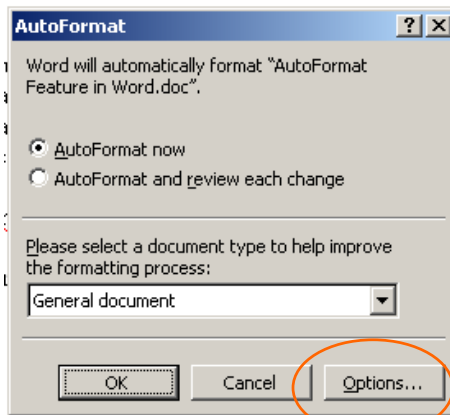 AutoFormat
Word will automatically format “AutoFormat
Feature in Word.doc”.
AutoFormat now
AutoFormat and review each change
Please select a document type to help improve
the formatting process:
General document
OK Cancel Options...